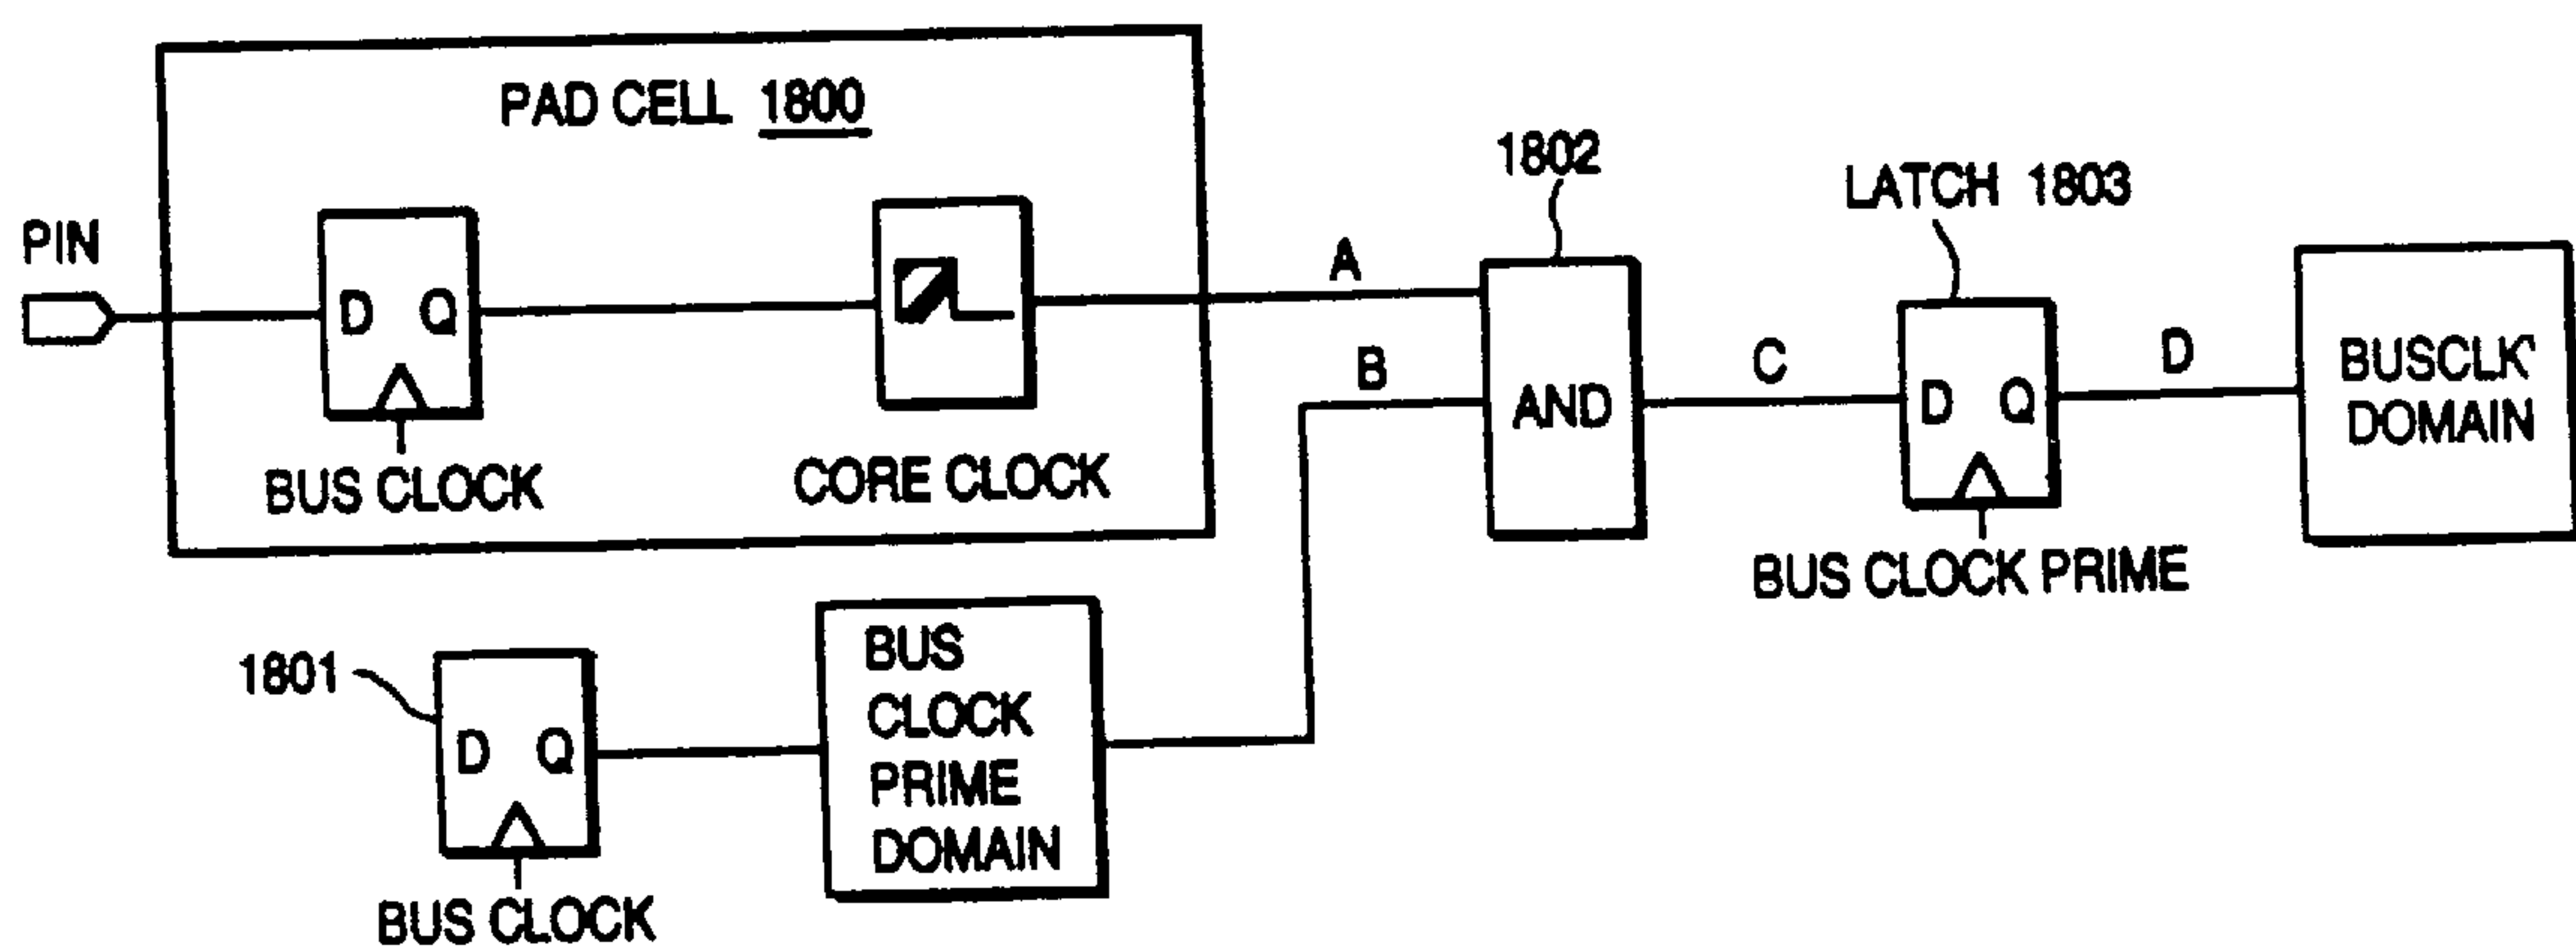 PAD CELL 1800
1802
LATCH 1803
PIN
D Q
A
B
AND
C
D Q
D
BUSCLK'
DOMAIN
BUS CLOCK
CORE CLOCK
BUS CLOCK PRIME
1801
D Q
BUS
CLOCK
PRIME
DOMAIN
BUS CLOCK